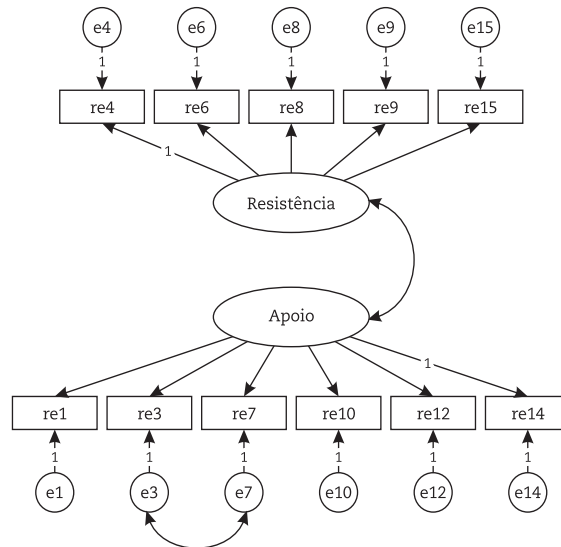 e4 e6 e8 e9 e15
1 1 1 1 1
re4 re6 re8 re9 re15
1
Resistência
Apoio
1
re1 re3 re7 re10 re12 re14
1 1 1 1 1 1
e1 e3 e7 e10 e12 e14